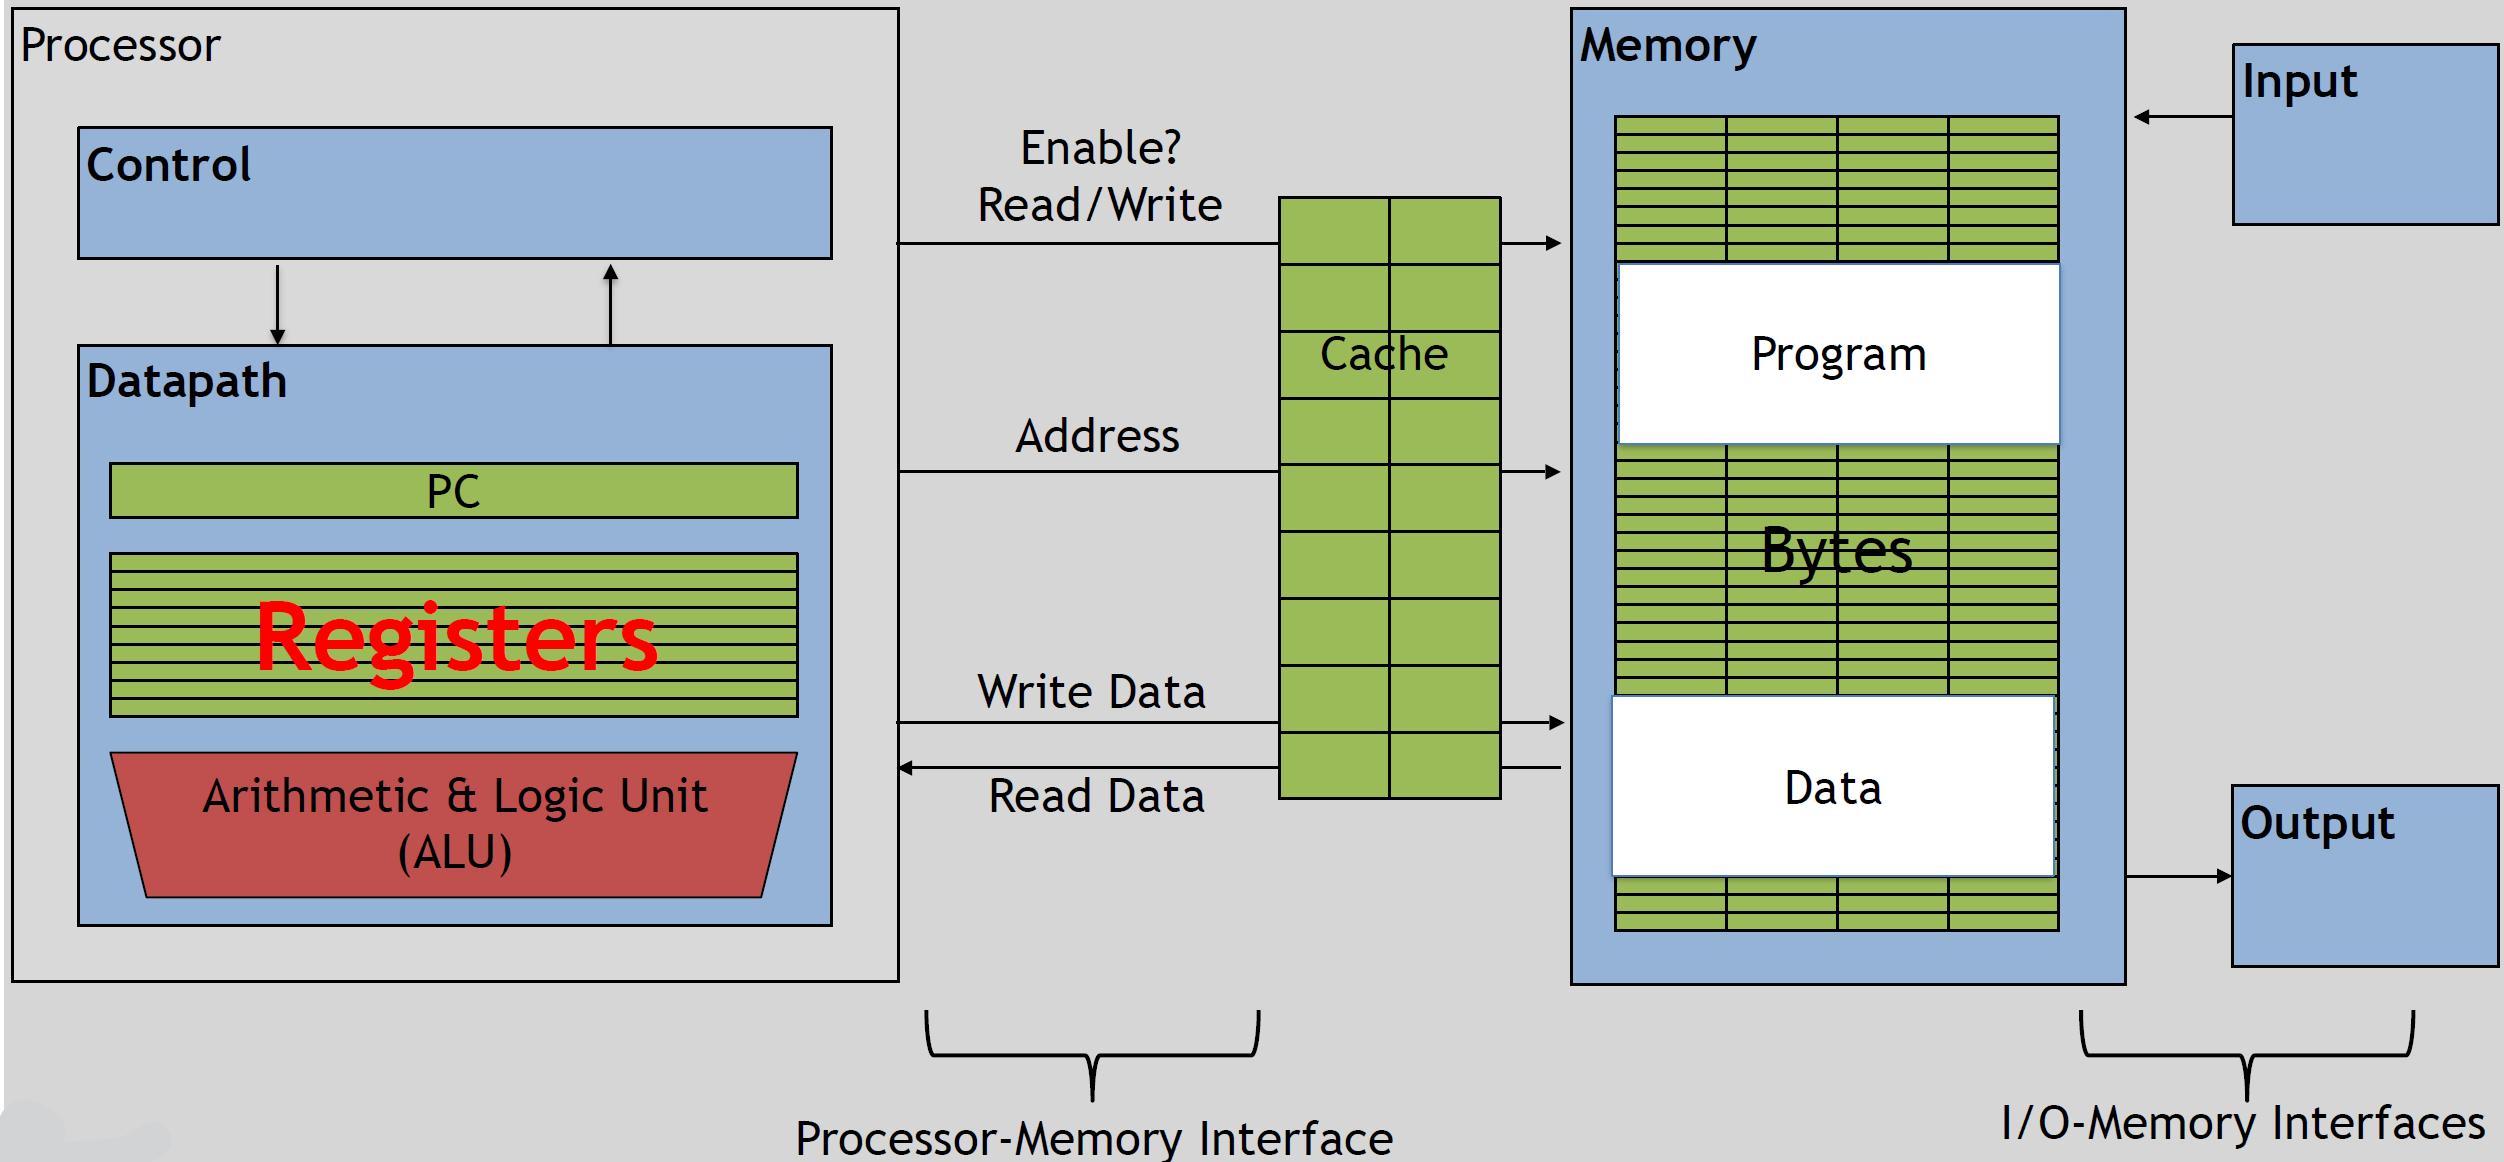 Processor
Control
Datapath
PC
Registers
Arithmetic & Logic Unit
(ALU)
Enable?
Read/Write
Address
Write Data
Read Data
Cache
Memory
Program
Bytes
Data
Input
Output
Processor-Memory Interface
I/O-Memory Interfaces